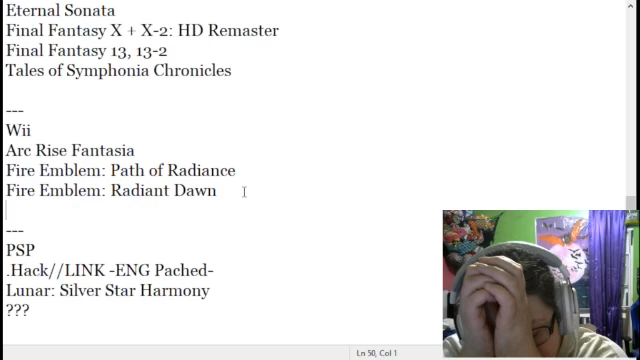 Eternal Sonata
Final Fantasy X + X-2: HD Remaster
Final Fantasy 13, 13-2
Tales of Symphonia Chronicles
---
Wii
Arc Rise Fantasia
Fire Emblem: Path of Radiance
Fire Emblem: Radiant Dawn
---
PSP
.Hack//LINK -ENG Pached-
Lunar: Silver Star Harmony
???
Ln 50, Col 1